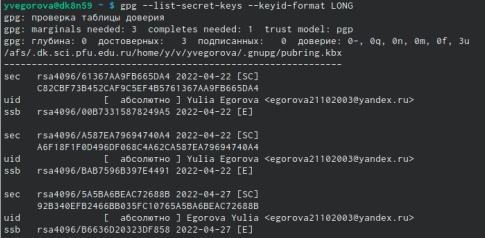 yvegorova@dk8n59 ~ $ gpg --list-secret-keys --keyid-format LONG
gpg: проверка таблицы доверия
gpg: marginals needed: 3  completes needed: 1  trust model: pgp
gpg: глубина: 0  достоверных:   3  подписанных:   0  доверие: 0-, 0q, 0n, 0m, 0f, 3u
/afs/.dk.sci.pfu.edu.ru/home/y/v/yvegorova/.gnupg/pubring.kbx
-------------------------------------------------------------
sec   rsa4096/61367AA9FB665DA4 2022-04-22 [SC]
      C82CBF73B452CAF9C5EF4B5761367AA9FB665DA4
uid              [  абсолютно ] Yulia Egorova <egorova21102003@yandex.ru>
ssb   rsa4096/00B73315878249A5 2022-04-22 [E]

sec   rsa4096/A587EA79694740A4 2022-04-22 [SC]
      A6F18F1F0D496DF068C4A62CA587EA79694740A4
uid              [  абсолютно ] Yulia Egorova <egorova21102003@yandex.ru>
ssb   rsa4096/BAB7596B397E4491 2022-04-22 [E]

sec   rsa4096/5A5BA6BEAC72688B 2022-04-27 [SC]
      92B340EFB2466BB035FC10765A5BA6BEAC72688B
uid              [  абсолютно ] Egorova Yulia <egorova21102003@yandex.ru>
ssb   rsa4096/B6636D20323DF858 2022-04-27 [E]